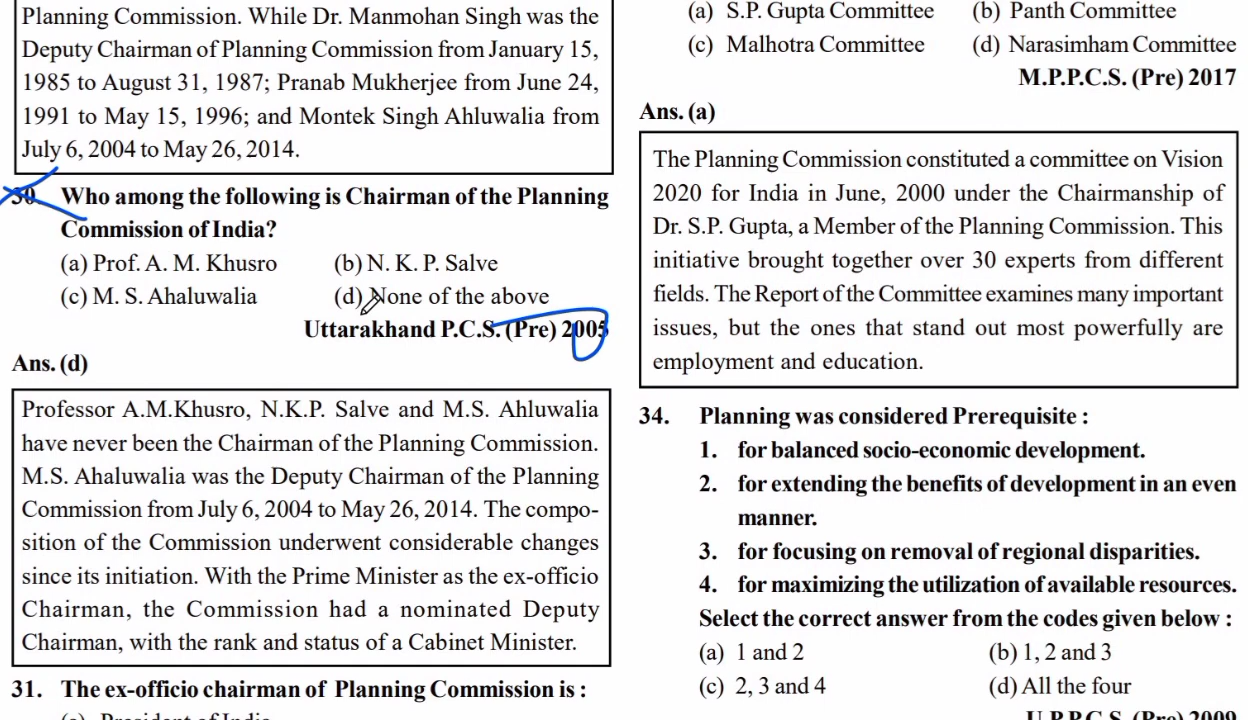 Planning Commission. While Dr. Manmohan Singh was the
Deputy Chairman of Planning Commission from January 15,
1985 to August 31, 1987; Pranab Mukherjee from June 24,
1991 to May 15, 1996; and Montek Singh Ahluwalia from
July 6, 2004 to May 26, 2014.
30. Who among the following is Chairman of the Planning
Commission of India?
(a) Prof. A. M. Khusro (b) N. K. P. Salve
(c) M. S. Ahaluwalia (d) None of the above
Uttarakhand P.C.S. (Pre) 2005
Ans. (d)
Professor A.M.Khusro, N.K.P. Salve and M.S. Ahluwalia
have never been the Chairman of the Planning Commission.
M.S. Ahaluwalia was the Deputy Chairman of the Planning
Commission from July 6, 2004 to May 26, 2014. The compo-
sition of the Commission underwent considerable changes
since its initiation. With the Prime Minister as the ex-officio
Chairman, the Commission had a nominated Deputy
Chairman, with the rank and status of a Cabinet Minister.
31. The ex-officio chairman of Planning Commission is :
(a) President of India
(a) S.P. Gupta Committee (b) Panth Committee
(c) Malhotra Committee (d) Narasimham Committee
M.P.P.C.S. (Pre) 2017
Ans. (a)
The Planning Commission constituted a committee on Vision
2020 for India in June, 2000 under the Chairmanship of
Dr. S.P. Gupta, a Member of the Planning Commission. This
initiative brought together over 30 experts from different
fields. The Report of the Committee examines many important
issues, but the ones that stand out most powerfully are
employment and education.
34. Planning was considered Prerequisite :
1. for balanced socio-economic development.
2. for extending the benefits of development in an even
manner.
3. for focusing on removal of regional disparities.
4. for maximizing the utilization of available resources.
Select the correct answer from the codes given below :
(a) 1 and 2 (b) 1, 2 and 3
(c) 2, 3 and 4 (d) All the four
U.P.P.C.S. (Pre) 2009